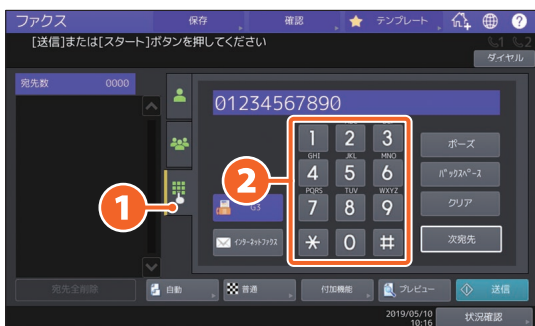 ファクス
保存
確認
テンプレート
?
[送信]または[スタート]ボタンを押してください
1 2
ダイヤル
宛先数 0000
01234567890
1 2 3
GHI JKL MNO
4 5 6
PQRS TUV WXYZ
7 8 9
* 0 #
ポーズ
バックスペース
クリア
次宛先
G3
インターネットファクス
1
2
宛先全削除
自動
普通
付加機能
プレビュー
送信
2019/05/10
10:16
状況確認